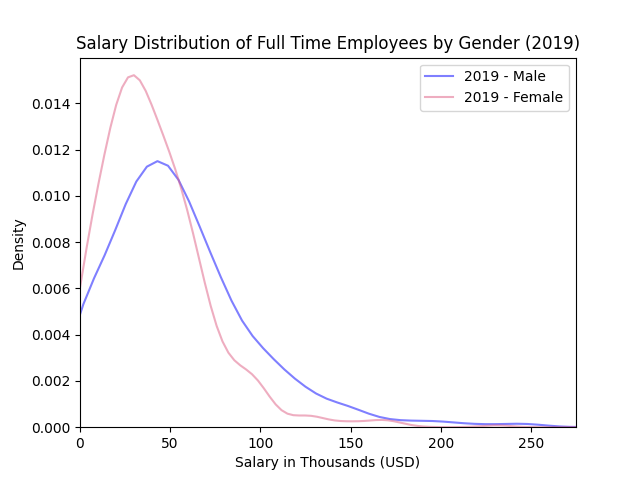 Salary Distribution of Full Time Employees by Gender (2019)
2019 - Male
2019 - Female
0.014
0.012
0.010
0.008
0.006
0.004
0.002
0.000
Density
0 50 100 150 200 250
Salary in Thousands (USD)